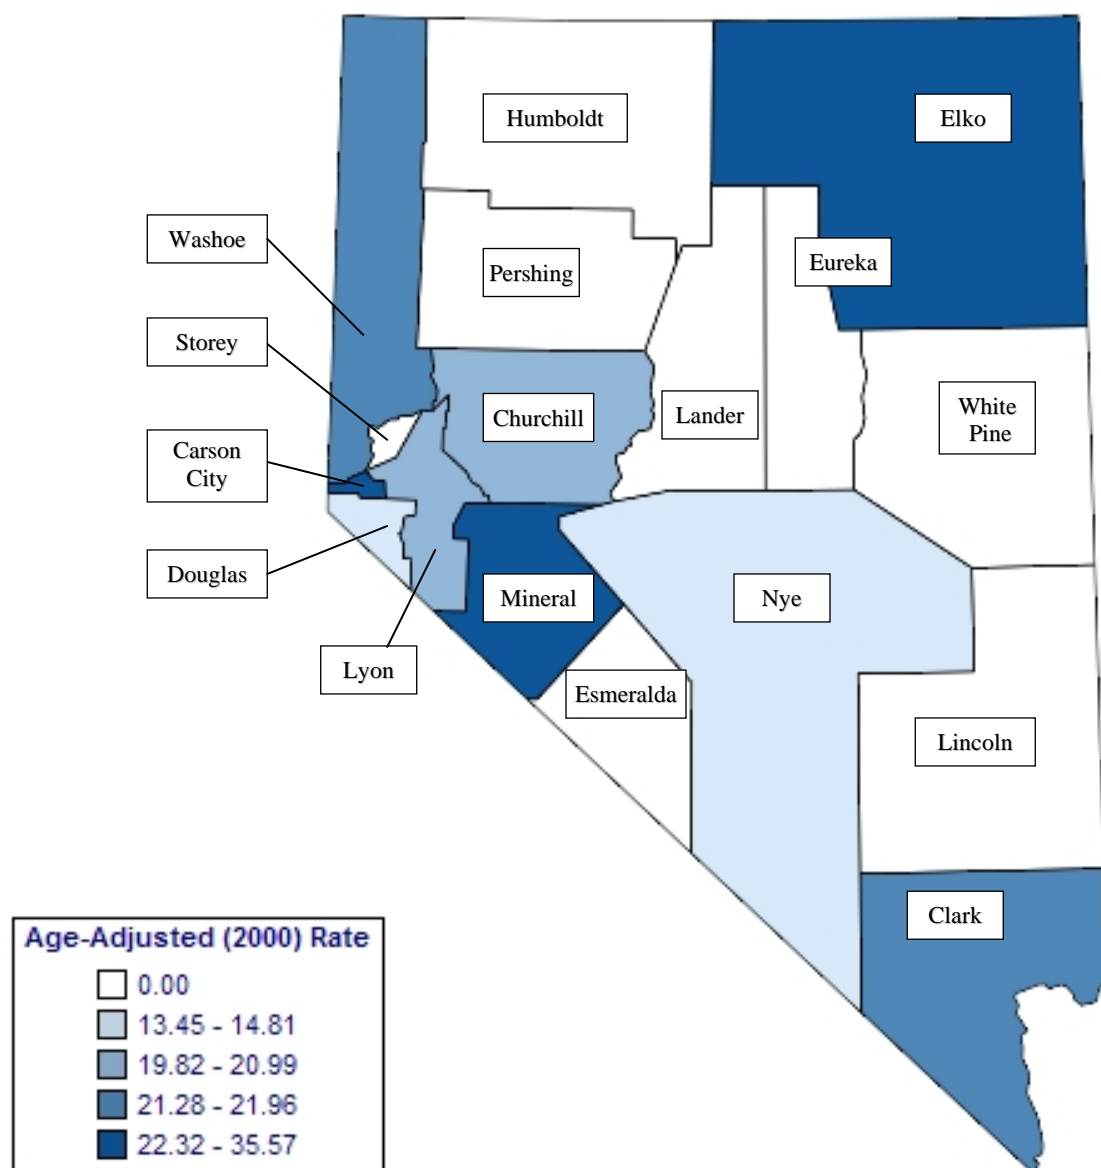 Humboldt
Elko
Washoe
Eureka
Pershing
Storey
Churchill
Lander
White
Pine
Carson
City
Douglas
Mineral
Nye
Lyon
Esmeralda
Lincoln
Clark
Age-Adjusted (2000) Rate
0.00
13.45 - 14.81
19.82 - 20.99
21.28 - 21.96
22.32 - 35.57